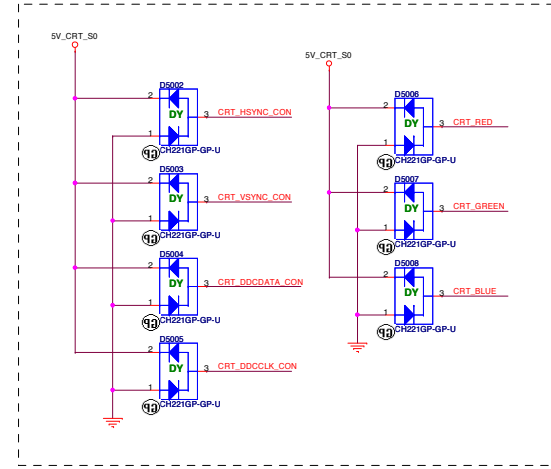 5V_CRT_S0
D5002
2
DY
3 CRT_HSYNC_CON
1
CH221GP-GP-U
D5003
2
DY
3 CRT_VSYNC_CON
1
CH221GP-GP-U
D5004
2
DY
3 CRT_DDCDATA_CON
1
CH221GP-GP-U
D5005
2
DY
3 CRT_DDCCLK_CON
1
CH221GP-GP-U
5V_CRT_S0
D5006
2
DY
3 CRT_RED
1
CH221GP-GP-U
D5007
2
DY
3 CRT_GREEN
1
CH221GP-GP-U
D5008
2
DY
3 CRT_BLUE
1
CH221GP-GP-U